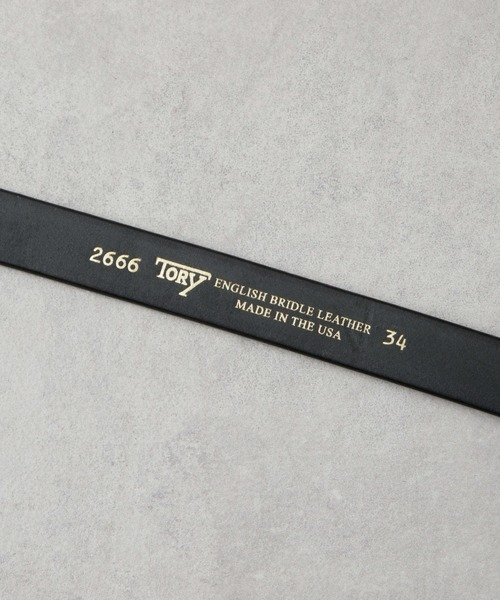 2666 TORY ENGLISH BRIDLE LEATHER 34
MADE IN THE USA